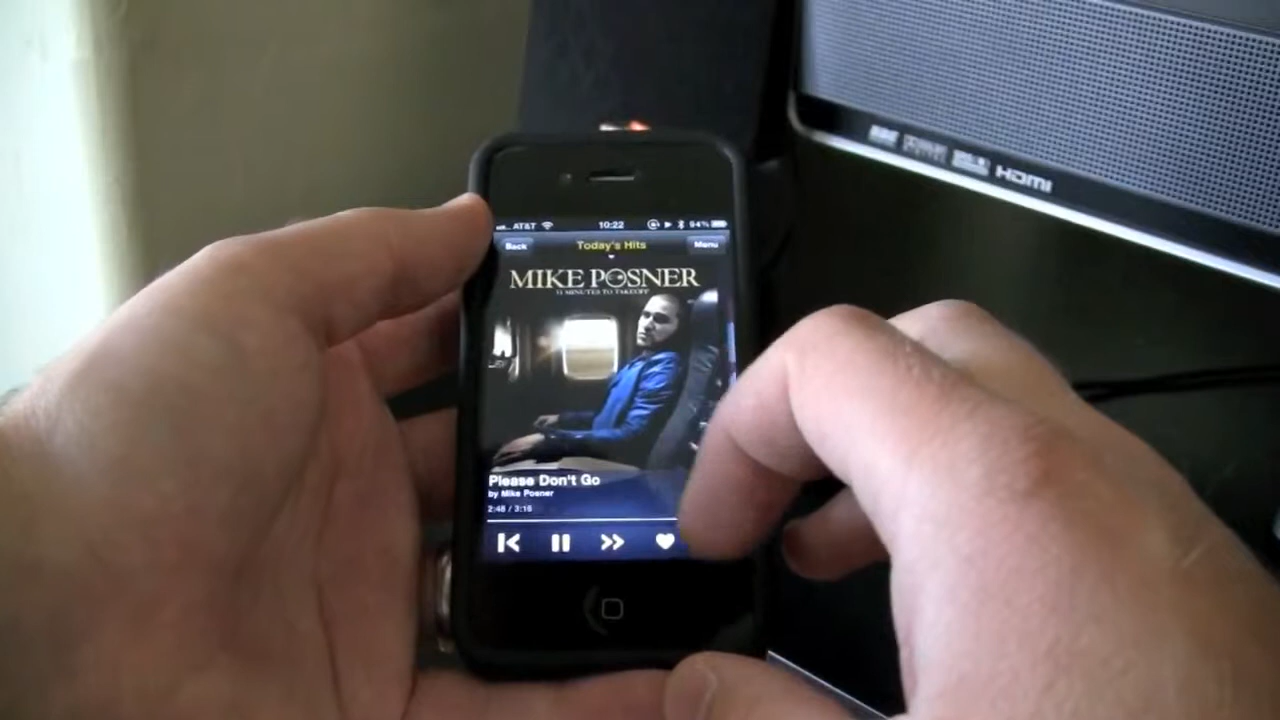 AT&T 10:22 94%
Back Today's Hits Menu
MIKE POSNER
31 MINUTES TO TAKEOFF
Please Don't Go
by Mike Posner
2:48 / 3:16
HDMI